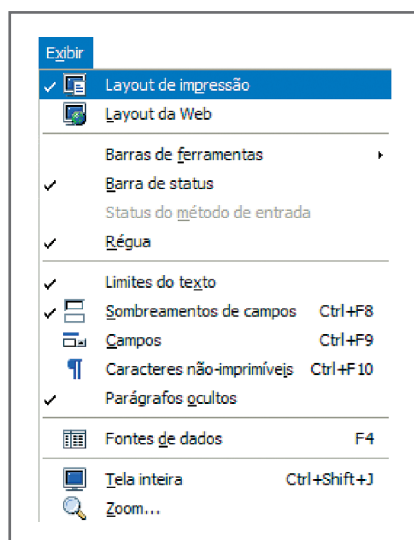 Exibir
Layout de impressão
Layout da Web
Barras de ferramentas
Barra de status
Status do método de entrada
Régua
Limites do texto
Sombreamentos de campos Ctrl+F8
Campos Ctrl+F9
Caracteres não-imprimíveis Ctrl+F10
Parágrafos ocultos
Fontes de dados F4
Tela inteira Ctrl+Shift+J
Zoom...